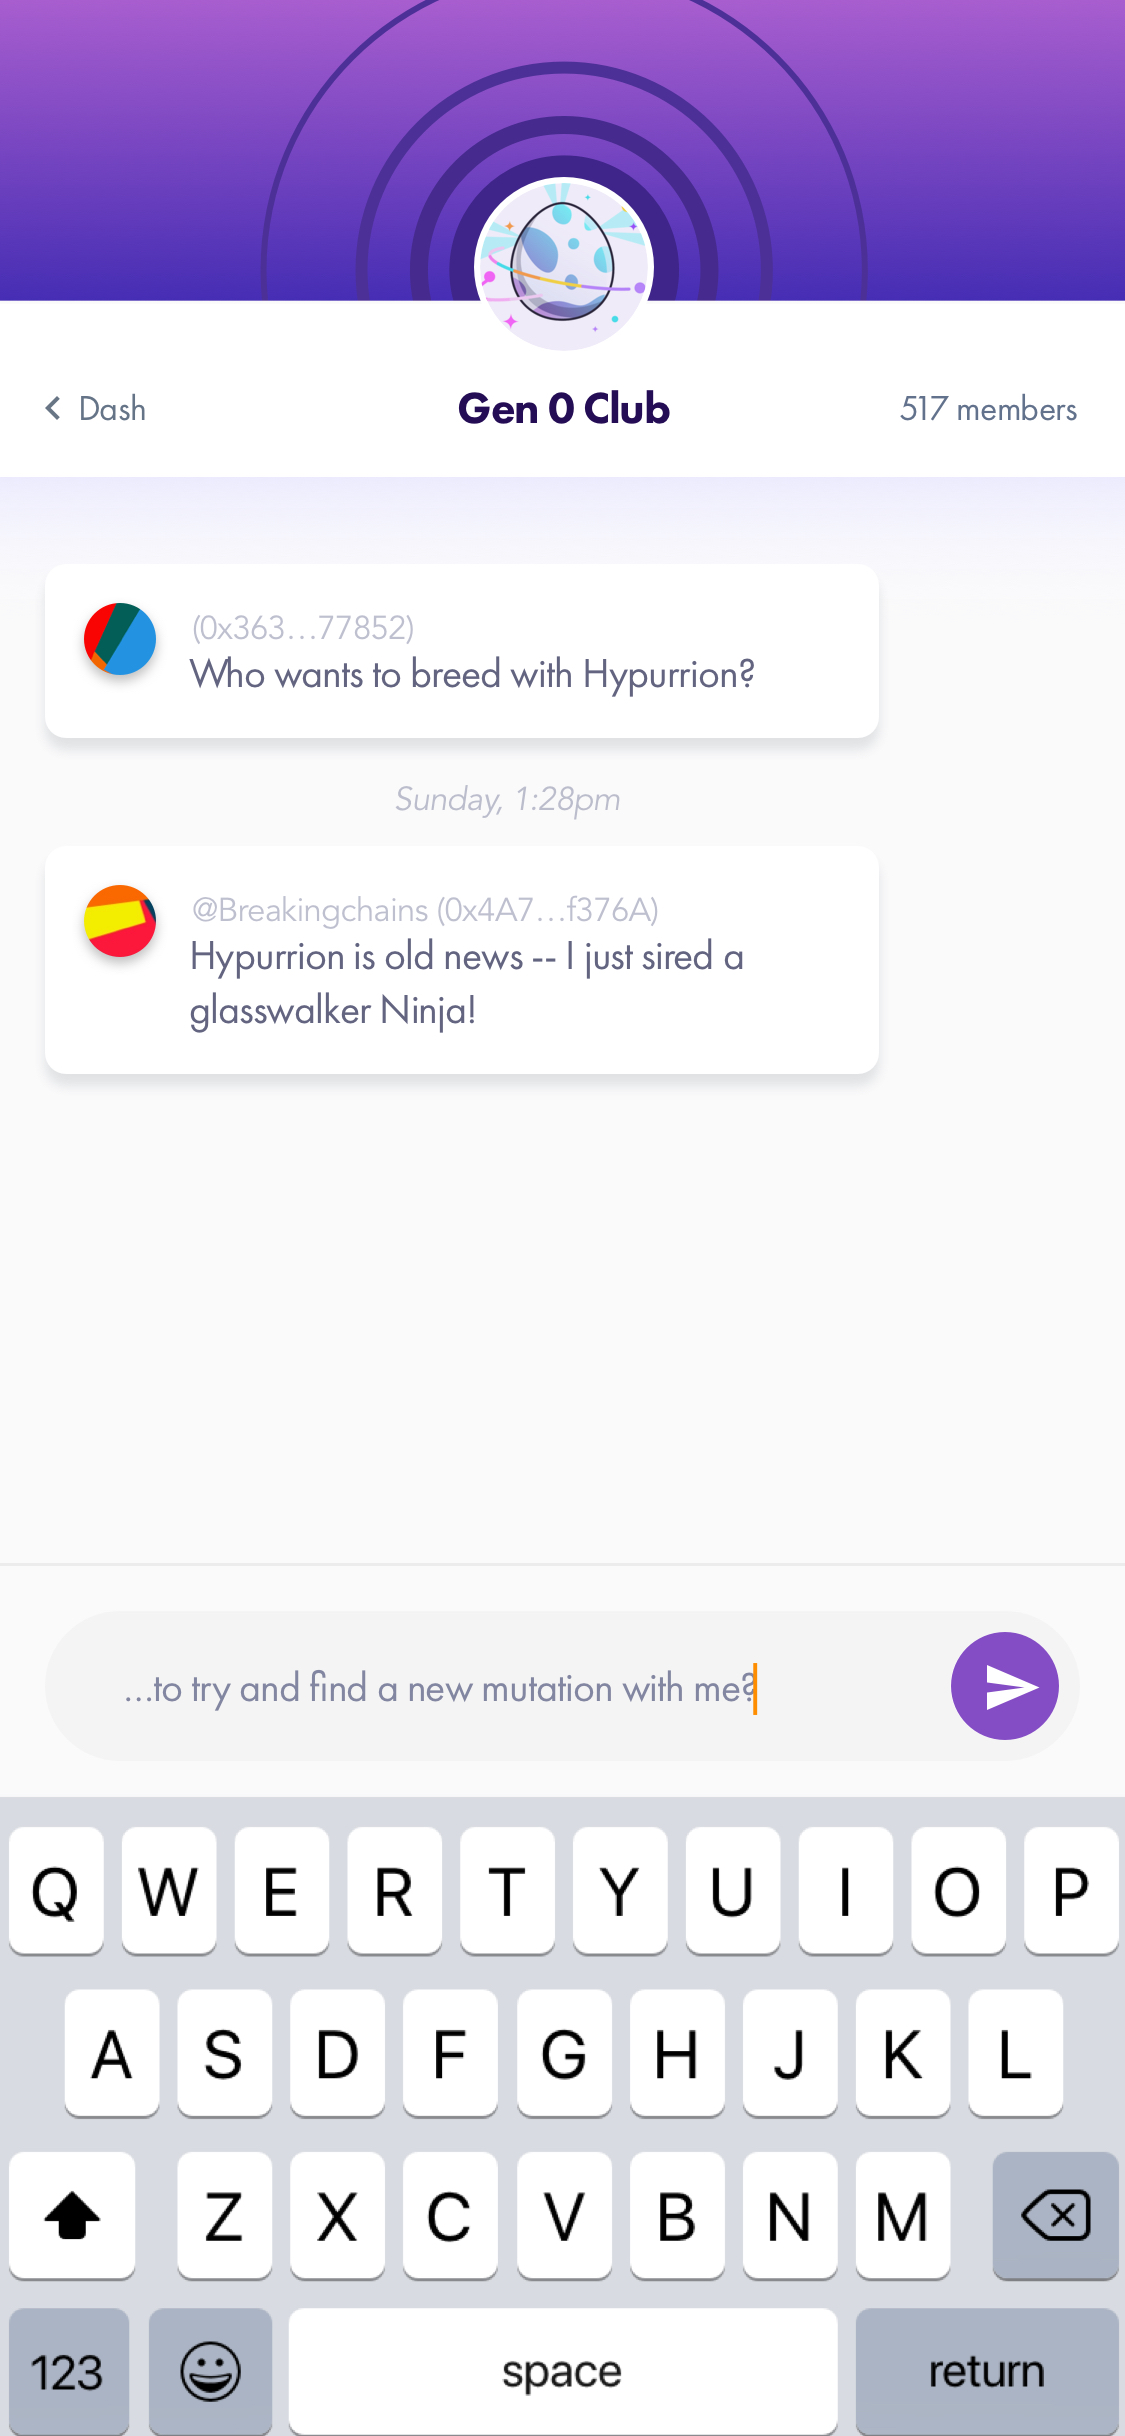 Dash
Gen 0 Club
517 members
(0x363...77852)
Who wants to breed with Hypurrion?
Sunday, 1:28pm
@Breakingchains (0x4A7...f376A)
Hypurrion is old news -- I just sired a
glasswalker Ninja!
...to try and find a new mutation with me?
Q W E R T Y U I O P
A S D F G H J K L
Z X C V B N M
123 space return